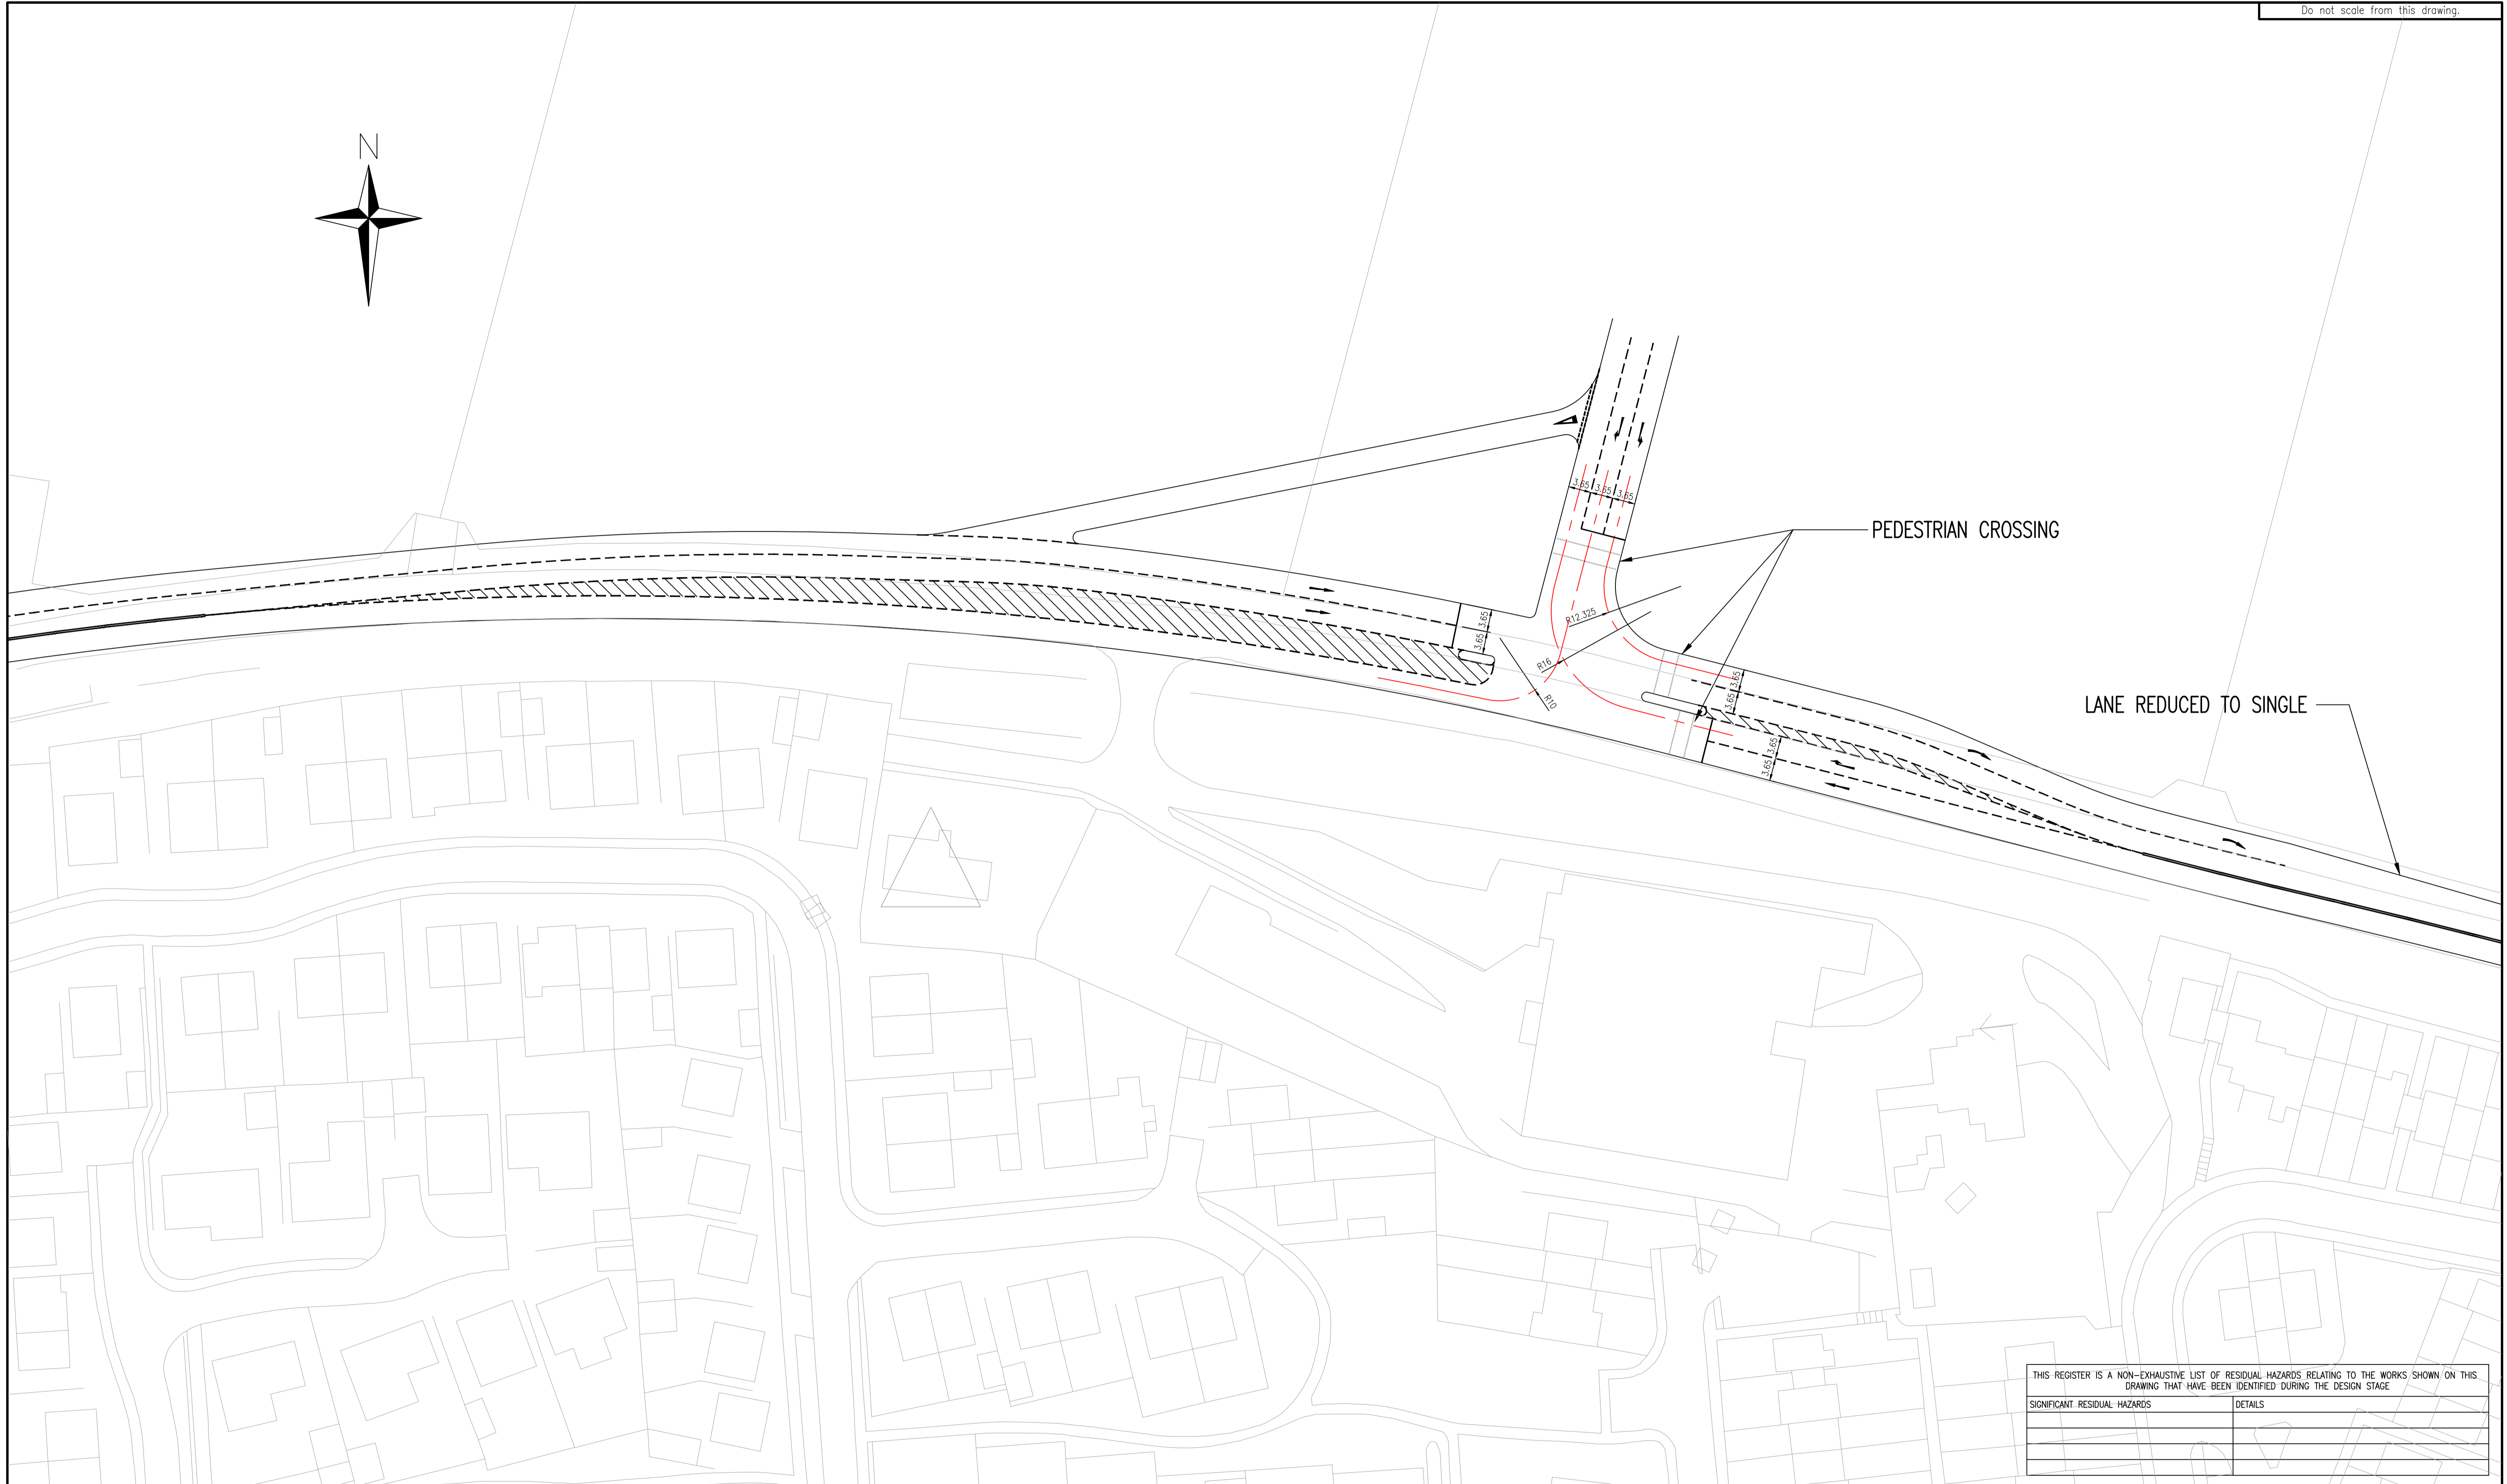 Do not scale from this drawing.
N
3.65 3.65 3.65
PEDESTRIAN CROSSING
3.65
3.65
R12.325
R16
R10
3.65
3.65
LANE REDUCED TO SINGLE
3.65
3.65
THIS REGISTER IS A NON-EXHAUSTIVE LIST OF RESIDUAL HAZARDS RELATING TO THE WORKS SHOWN ON THIS
DRAWING THAT HAVE BEEN IDENTIFIED DURING THE DESIGN STAGE
SIGNIFICANT RESIDUAL HAZARDS DETAILS